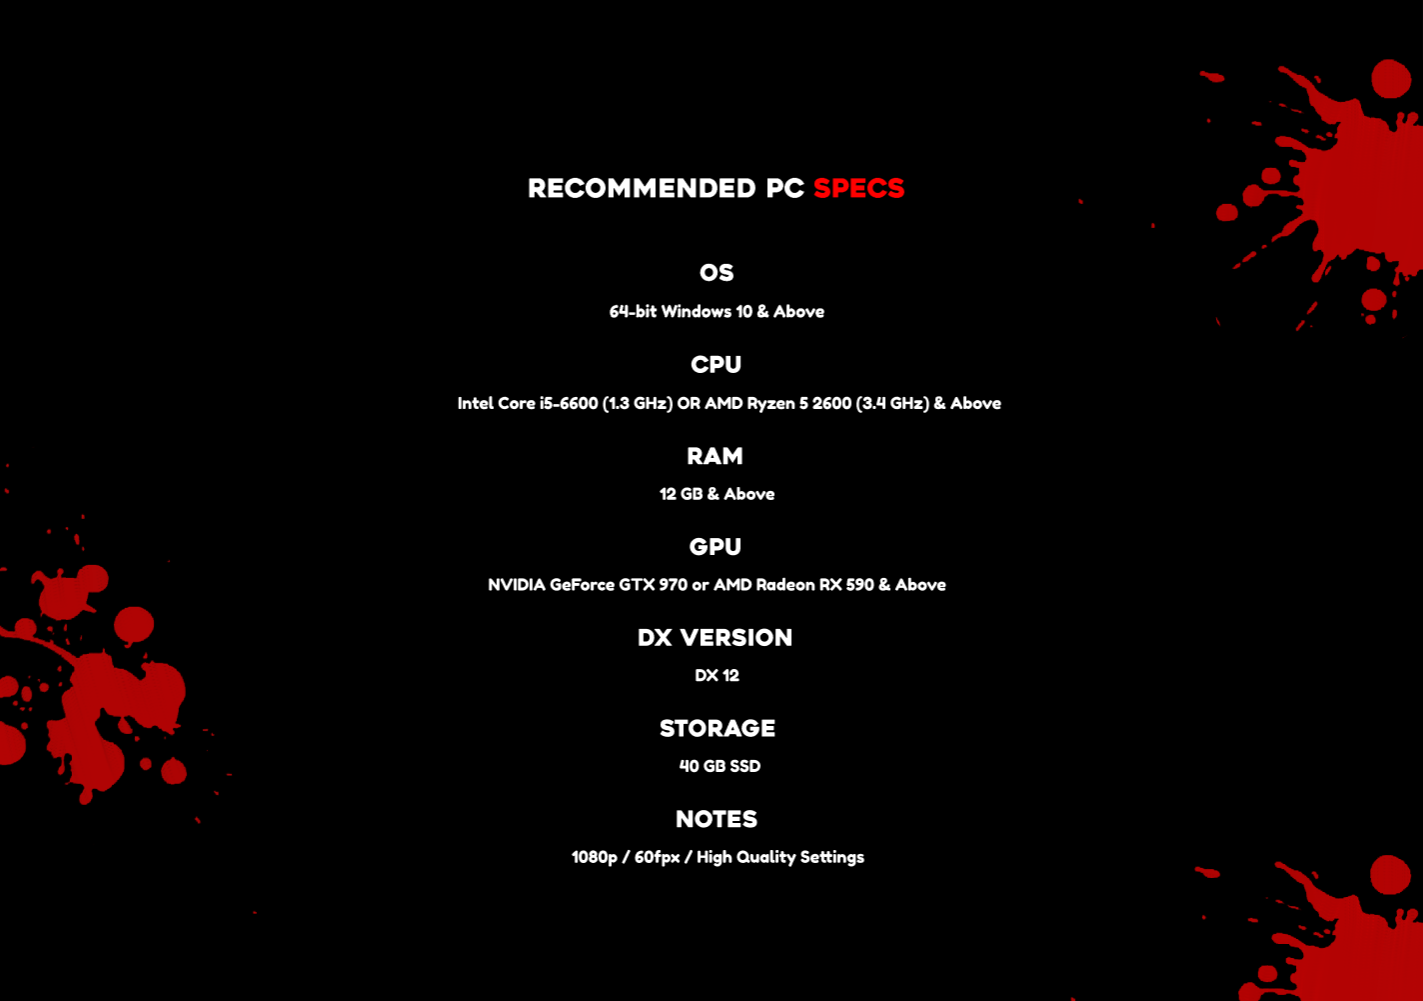 RECOMMENDED PC SPECS
OS
64-bit Windows 10 & Above
CPU
Intel Core i5-6600 (1.3 GHz) OR AMD Ryzen 5 2600 (3.4 GHz) & Above
RAM
12 GB & Above
GPU
NVIDIA GeForce GTX 970 or AMD Radeon RX 590 & Above
DX VERSION
DX 12
STORAGE
40 GB SSD
NOTES
1080p / 60fpx / High Quality Settings